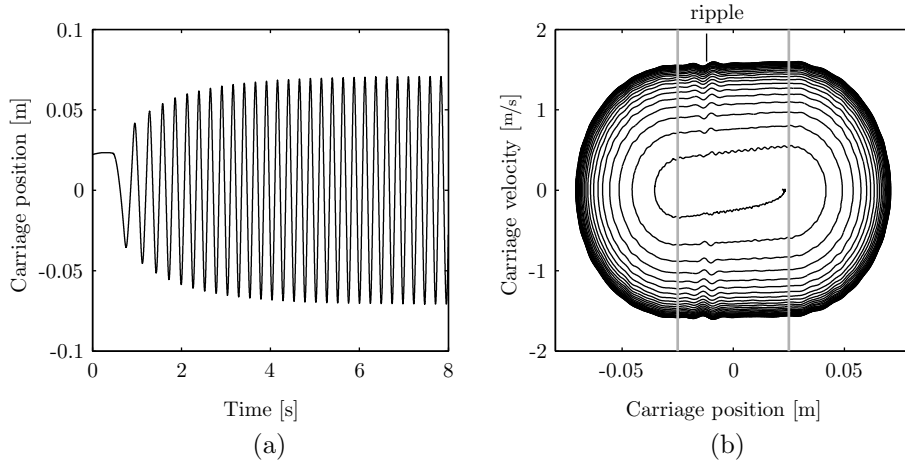 0.1
0.05
0
-0.05
-0.1
Carriage position [m]
0
2
4
6
8
Time [s]
(a)
ripple
2
1
0
-1
-2
Carriage velocity [m/s]
-0.05
0
0.05
Carriage position [m]
(b)